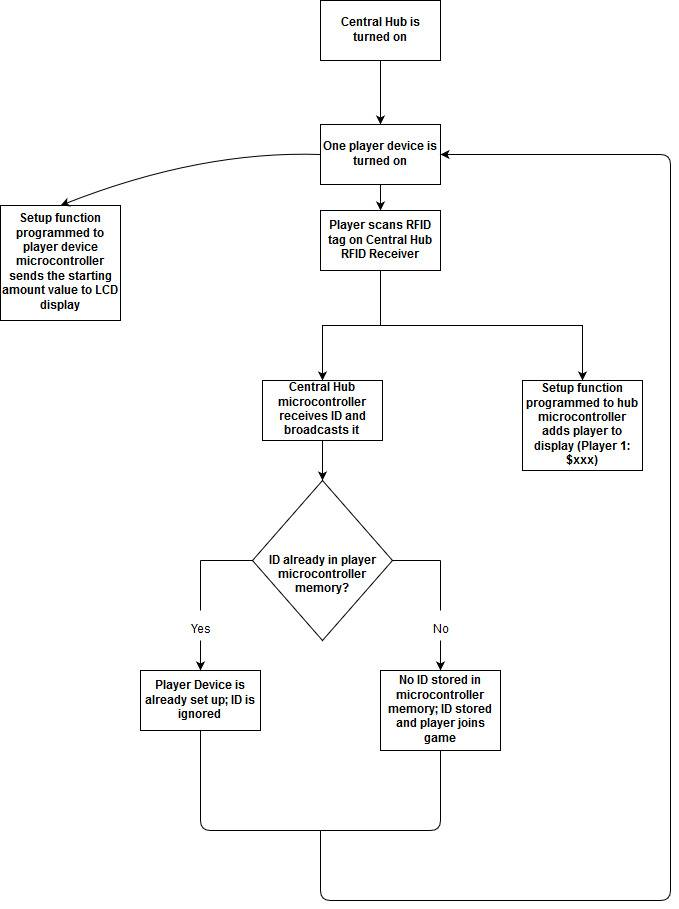 Central Hub is
turned on
One player device is
turned on
Setup function
programmed to
player device
microcontroller
sends the starting
amount value to LCD
display
Player scans RFID
tag on Central Hub
RFID Receiver
Central Hub
microcontroller
receives ID and
broadcasts it
Setup function
programmed to hub
microcontroller
adds player to
display (Player 1:
$xxx)
ID already in player
microcontroller
memory?
Yes
No
Player Device is
already set up; ID is
ignored
No ID stored in
microcontroller
memory; ID stored
and player joins
game